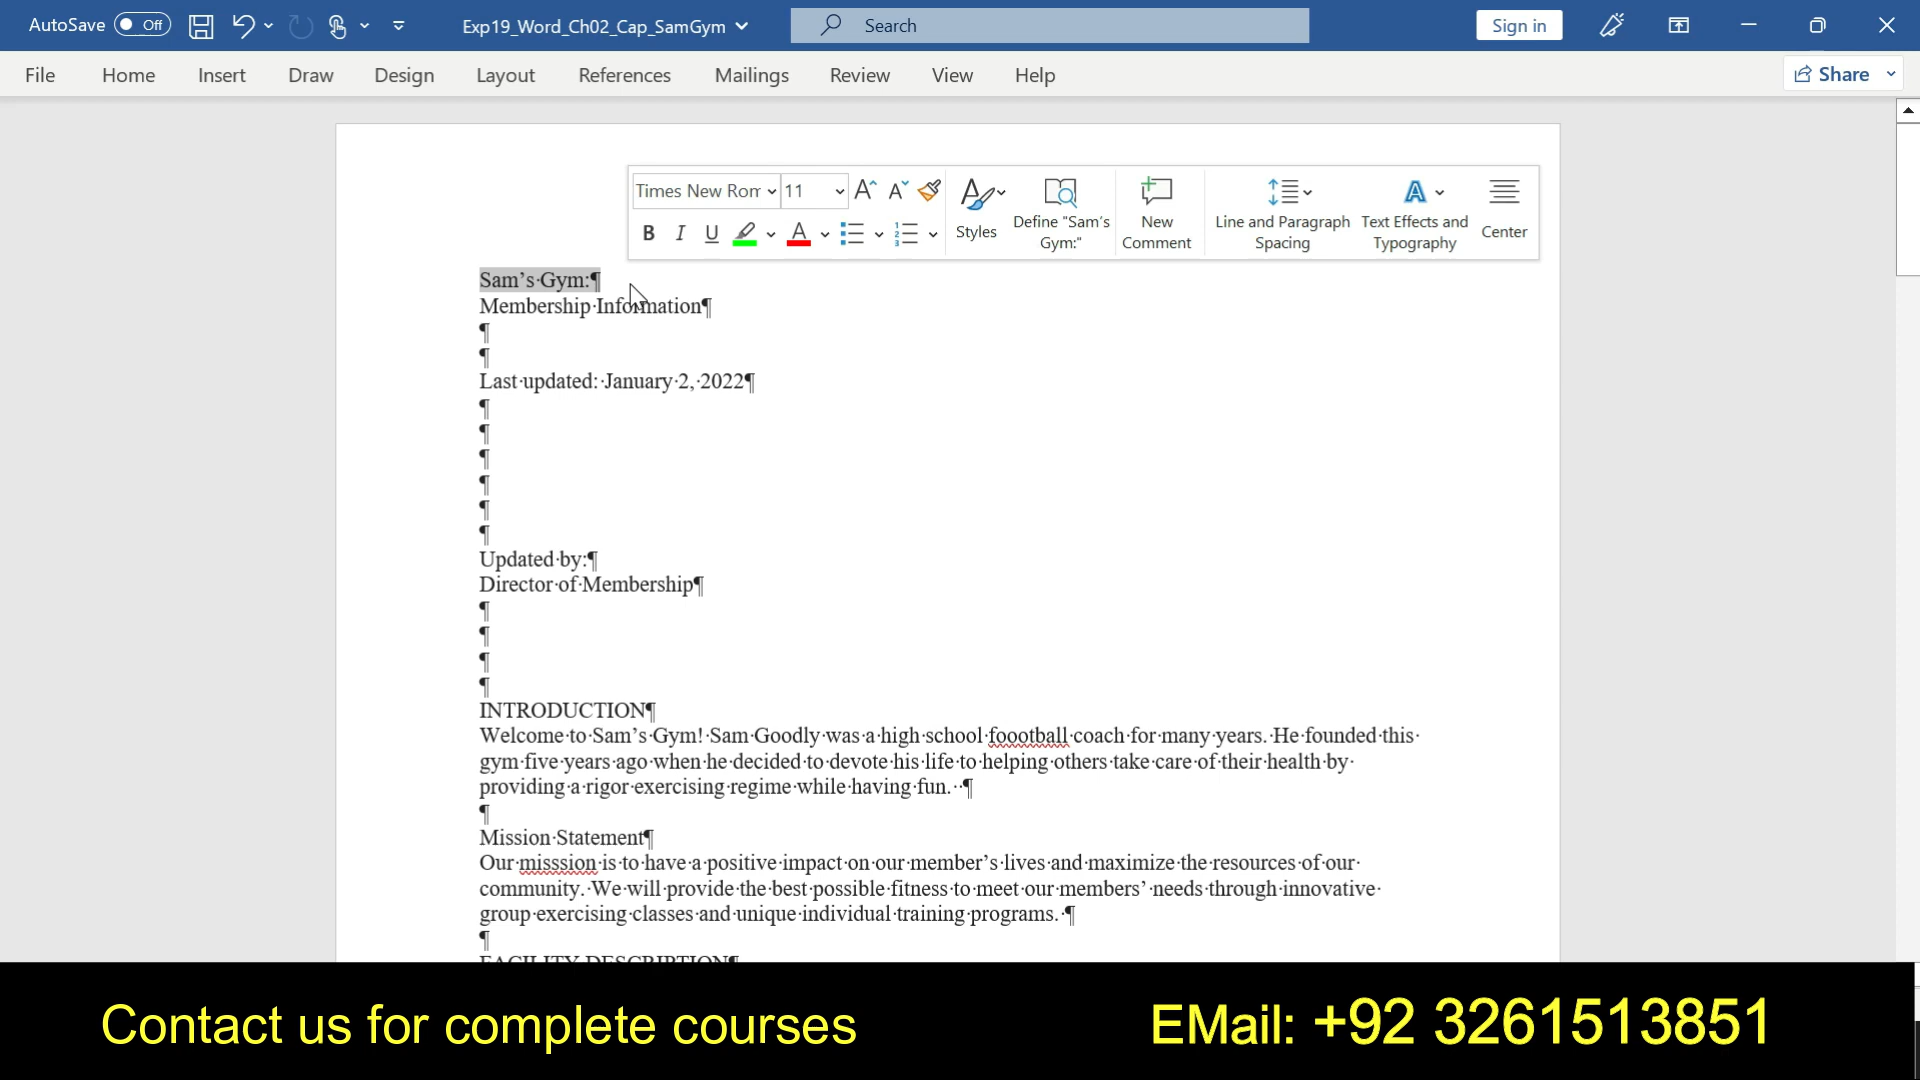 AutoSave Off Exp19_Word_Ch02_Cap_SamGym Search Sign in
File Home Insert Draw Design Layout References Mailings Review View Help Share
Times New Rom 11
B I U A Styles Define "Sam's Gym:" New Comment Line and Paragraph Spacing Text Effects and Typography Center
Sam’s·Gym:¶
Membership·Information¶
¶
¶
Last·updated:·January·2,·2022¶
¶
¶
¶
¶
¶
¶
Updated·by:¶
Director·of·Membership¶
¶
¶
¶
¶
INTRODUCTION¶
Welcome·to·Sam’s·Gym!·Sam·Goodly·was·a·high·school·foootball·coach·for·many·years.·He·founded·this·
gym·five·years·ago·when·he·decided·to·devote·his·life·to·helping·others·take·care·of·their·health·by·
providing·a·rigor·exercising·regime·while·having·fun.··¶
¶
Mission·Statement¶
Our·misssion·is·to·have·a·positive·impact·on·our·member’s·lives·and·maximize·the·resources·of·our·
community.·We·will·provide·the·best·possible·fitness·to·meet·our·members’·needs·through·innovative·
group·exercising·classes·and·unique·individual·training·programs.·¶
¶
FACILITY·DESCRIPTION¶
Contact us for complete courses EMail: +92 3261513851